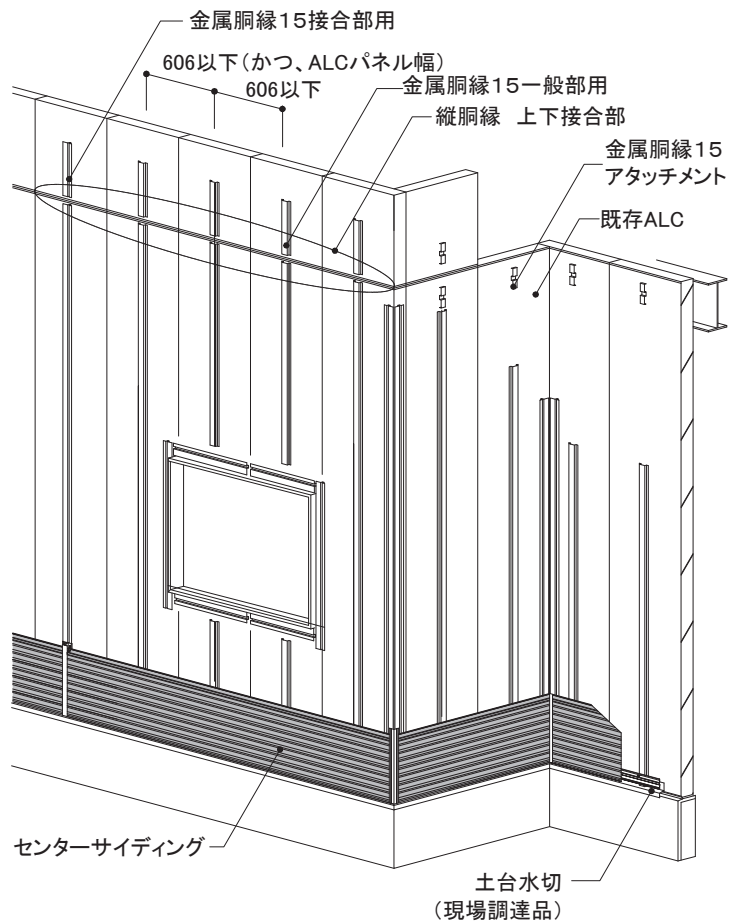 金属胴縁15接合部用
606以下(かつ、ALCパネル幅)
606以下
金属胴縁15一般部用
縦胴縁 上下接合部
金属胴縁15
アタッチメント
既存ALC
センターサイディング
土台水切
(現場調達品)